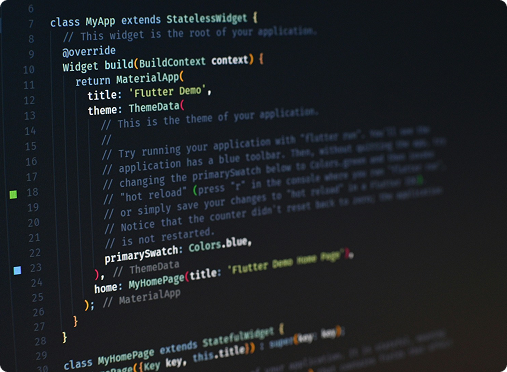 6
7 class MyApp extends StatelessWidget {
8 // This widget is the root of your application.
9 @override
10 Widget build(BuildContext context) {
11 return MaterialApp(
12 title: 'Flutter Demo',
13 theme: ThemeData(
14 // This is the theme of your application.
15 //
16 // Try running your application with "flutter run". You'll see the
17 // application has a blue toolbar. Then, without quitting the app, try
18 // changing the primarySwatch below to Colors.green and then invoke
19 // "hot reload" (press "r" in the console where you ran "flutter run",
20 // or simply save your changes to "hot reload" in a Flutter IDE).
21 // Notice that the counter didn't reset back to zero; the application
22 // is not restarted.
23 primarySwatch: Colors.blue,
24 ), // ThemeData
25 home: MyHomePage(title: 'Flutter Demo Home Page'),
26 ); // MaterialApp
27 }
28 }
29
30 class MyHomePage extends StatefulWidget {
Page({Key key, this.title}) : super(key: key);